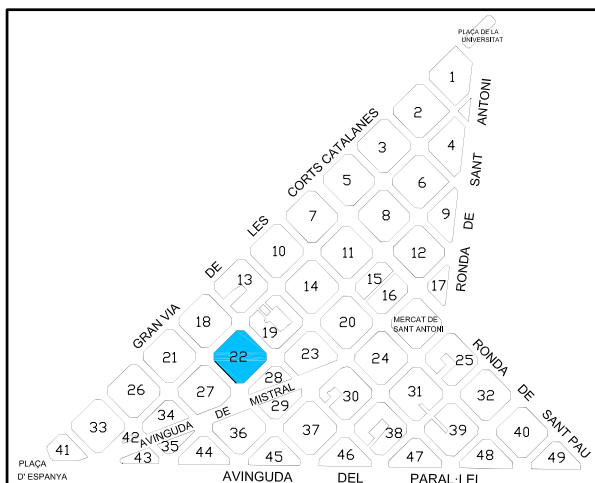 PLAÇA DE LA
UNIVERSITAT
1
2
ANTONI
3
4
CORTS CATALANES
SANT
5
6
7
8
9
LES
DE
10
11
12
RONDA
DE
13
14
15
16
17
GRAN VIA
18
19
20
MERCAT DE
SANT ANTONI
21
22
23
24
25
RONDA
26
27
28
MISTRAL
29
30
31
32
DE
33
34
DE
AVINGUDA
35
36
37
38
39
40
SANT PAU
41
42
43
44
45
46
47
48
49
PLAÇA
D' ESPANYA
AVINGUDA DEL PARAL·LEL